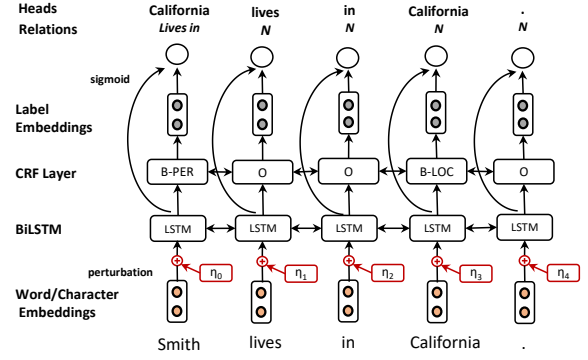 Heads California lives in California .
Relations Lives in N N N N
sigmoid
Label
Embeddings
CRF Layer B-PER O O B-LOC O
BiLSTM LSTM LSTM LSTM LSTM LSTM
perturbation η0 η1 η2 η3 η4
Word/Character
Embeddings
Smith lives in California .